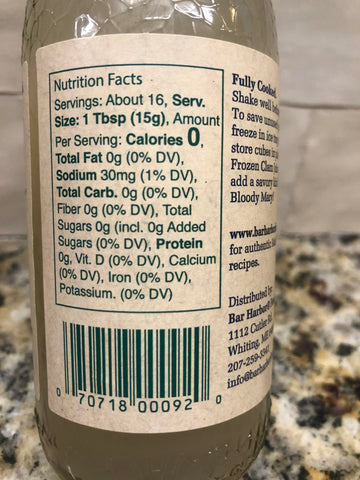 Nutrition Facts
Servings: About 16, Serv.
Size: 1 Tbsp (15g), Amount
Per Serving: Calories 0,
Total Fat 0g (0% DV),
Sodium 30mg (1% DV),
Total Carb. 0g (0% DV),
Fiber 0g (0% DV), Total
Sugars 0g (incl. 0g Added
Sugars (0% DV), Protein
0g, Vit. D (0% DV), Calcium
(0% DV), Iron (0% DV),
Potassium. (0% DV)
0 70718 00092 0
Fully Cooked
Shake well
To save
freeze in ice
store cubes in
Frozen Clam
add a savory
Bloody Mary
www.barharbor
for authentic
recipes.
Distributed by:
Bar Harbor®
1112 Cutler Rd.
Whiting,
207-259-
info@